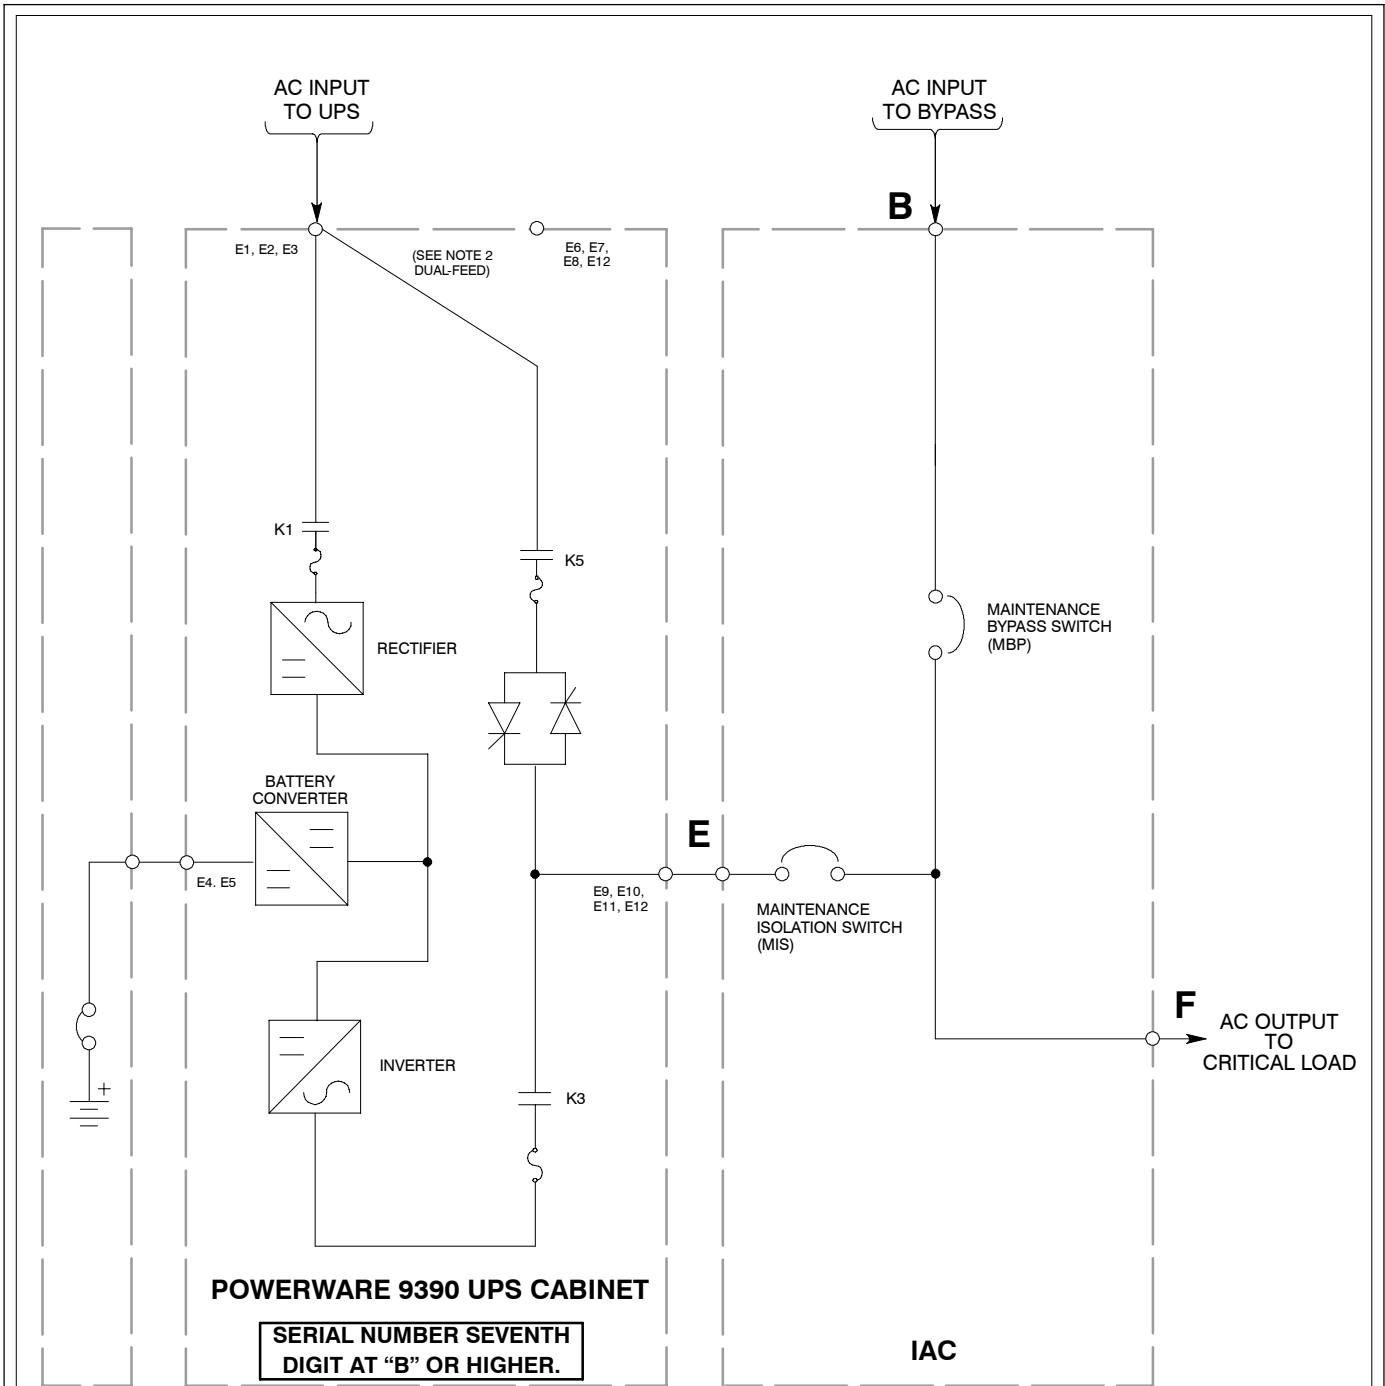 AC INPUT
TO UPS
AC INPUT
TO BYPASS
B
E1, E2, E3
(SEE NOTE 2
DUAL-FEED)
E6, E7,
E8, E12
K1
K5
RECTIFIER
MAINTENANCE
BYPASS SWITCH
(MBP)
BATTERY
CONVERTER
E4. E5
E
E9, E10,
E11, E12
MAINTENANCE
ISOLATION SWITCH
(MIS)
F
AC OUTPUT
TO
CRITICAL LOAD
INVERTER
+
K3
POWERWARE 9390 UPS CABINET
SERIAL NUMBER SEVENTH
DIGIT AT “B” OR HIGHER.
IAC